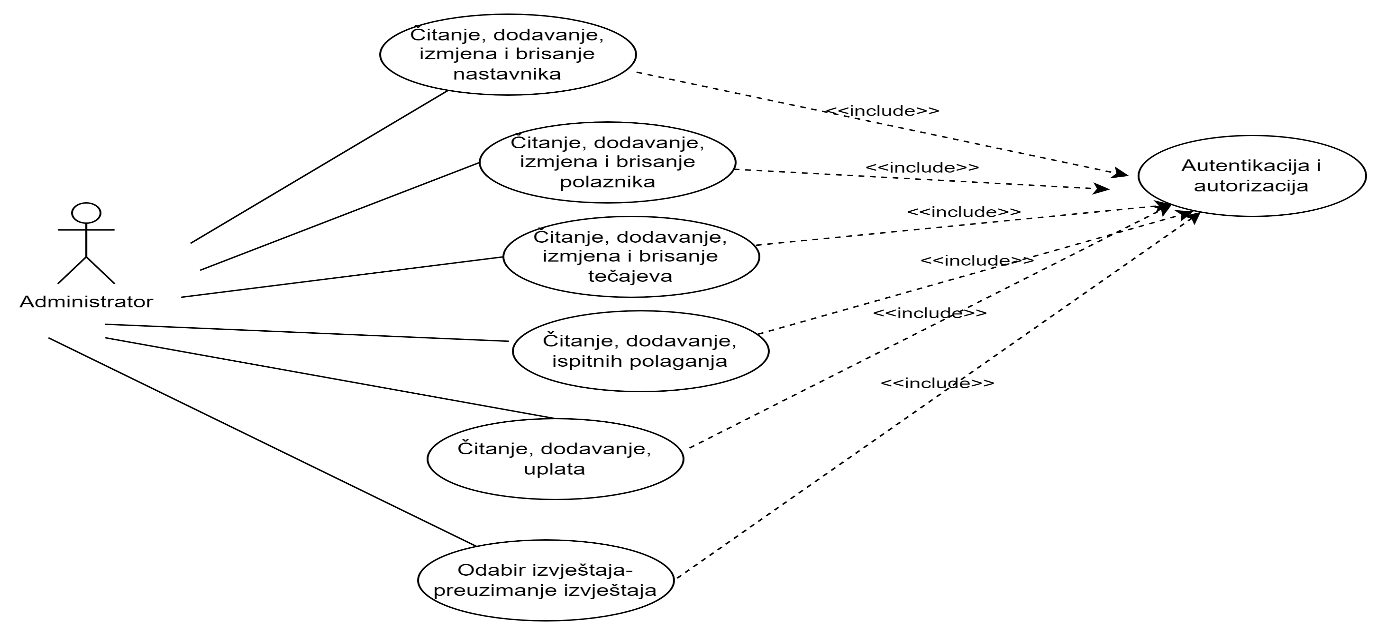 Čitanje, dodavanje,
izmjena i brisanje
nastavnika
<<include>>
Čitanje, dodavanje,
izmjena i brisanje
polaznika
<<include>>
Autentikacija i
autorizacija
Čitanje, dodavanje,
izmjena i brisanje
tečajeva
<<include>>
Administrator
<<include>>
Čitanje, dodavanje,
ispitnih polaganja
<<include>>
Čitanje, dodavanje,
uplata
<<include>>
Odabir izvještaja-
preuzimanje izvještaja